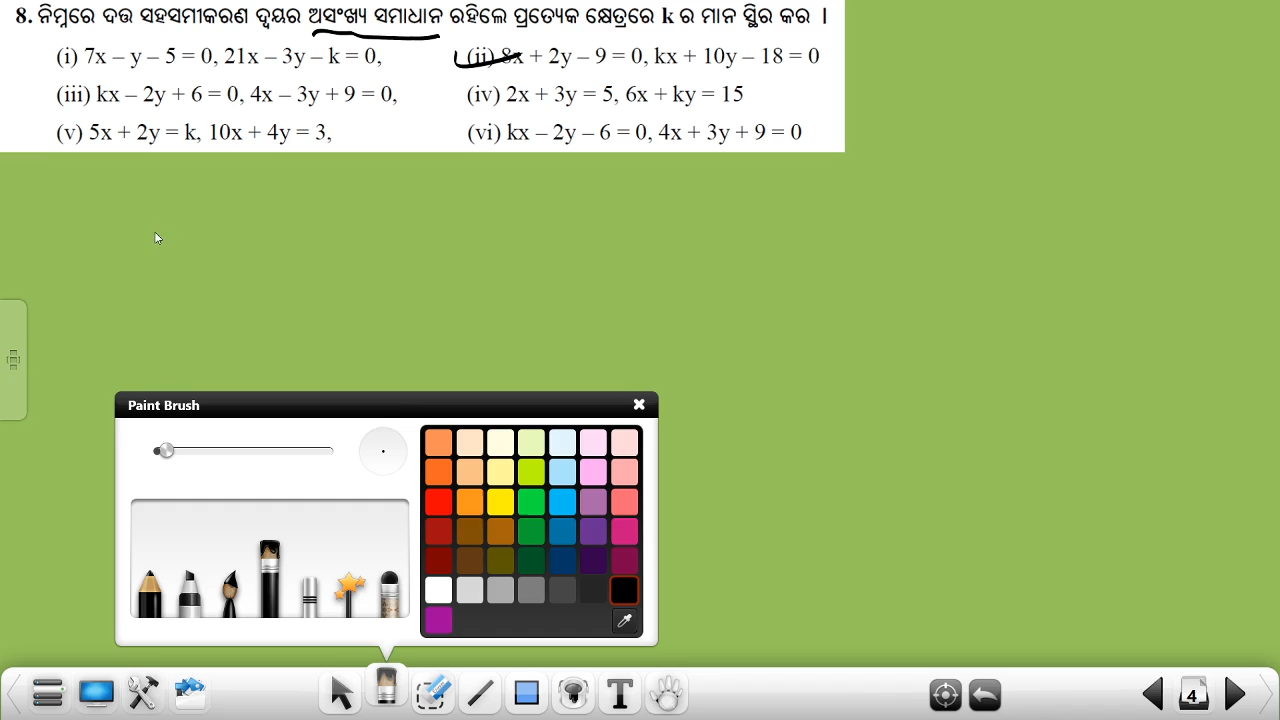 8. ନିମ୍ନରେ ଦତ୍ତ ସହସମୀକରଣ ଦ୍ୱୟର ଅସଂଖ୍ୟ ସମାଧାନ ରହିଲେ ପ୍ରତ୍ୟେକ କ୍ଷେତ୍ରରେ k ର ମାନ ସ୍ଥିର କର ।
(i) 7x – y – 5 = 0, 21x – 3y – k = 0, (ii) 8x + 2y – 9 = 0, kx + 10y – 18 = 0
(iii) kx – 2y + 6 = 0, 4x – 3y + 9 = 0, (iv) 2x + 3y = 5, 6x + ky = 15
(v) 5x + 2y = k, 10x + 4y = 3, (vi) kx – 2y – 6 = 0, 4x + 3y + 9 = 0
Paint Brush
T
4